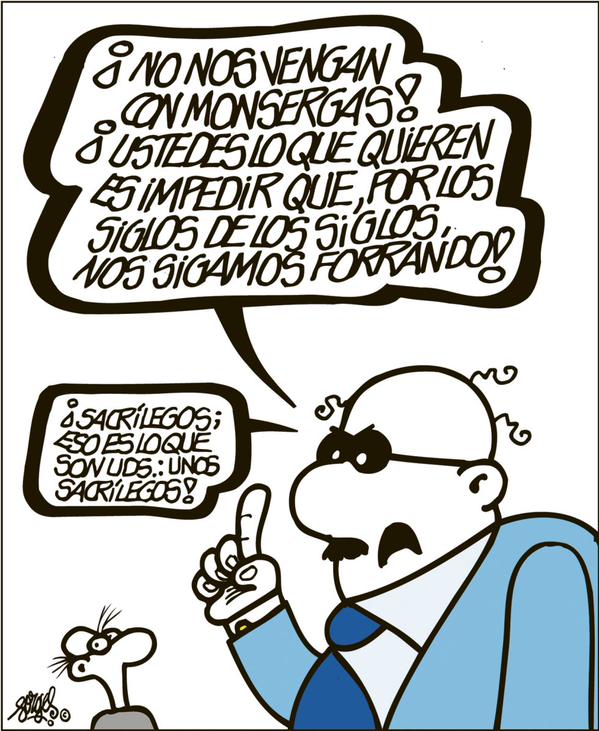 ¡NO NOS VENGAN
CON MONSERGAS!
¡USTEDES LO QUE QUIEREN
ES IMPEDIR QUE, POR LOS
SIGLOS DE LOS SIGLOS,
NOS SIGAMOS FORRANDO!
¡SACRÍLEGOS;
ESO ES LO QUE
SON UDS.: UNOS
SACRÍLEGOS!
Forges ©